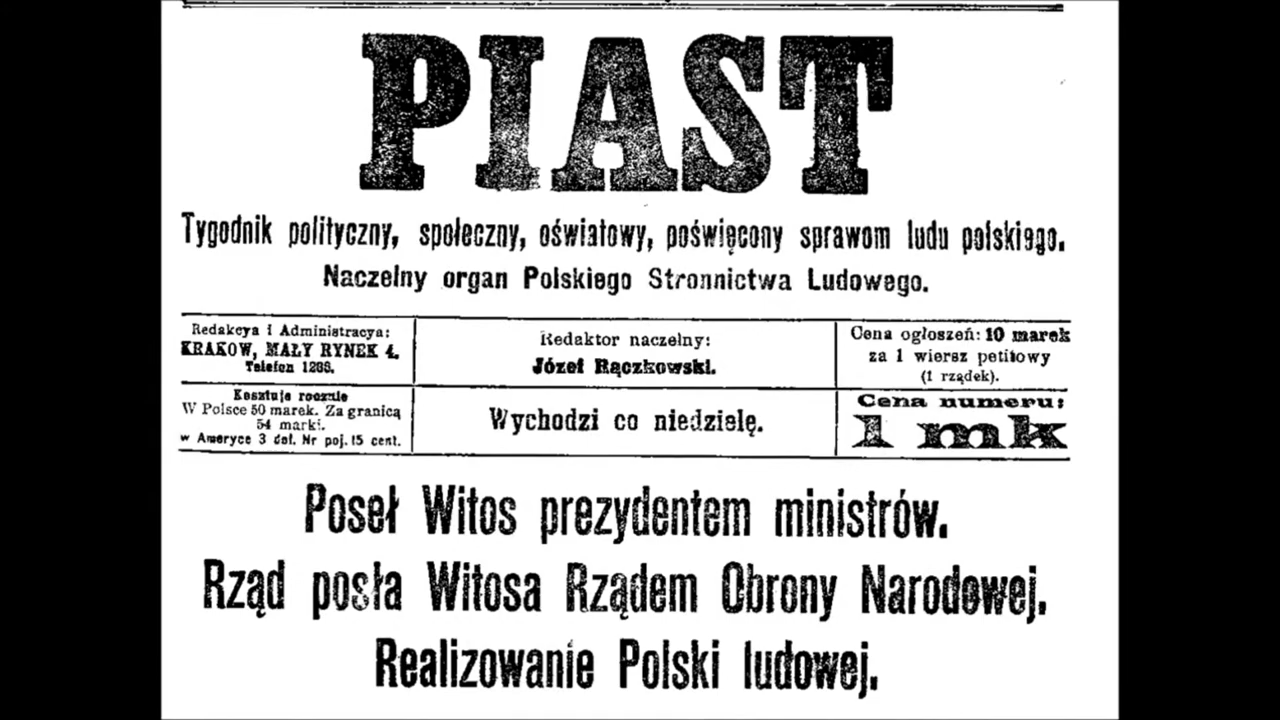 PIAST
Tygodnik polityczny, społeczny, oświatowy, poświęcony sprawom ludu polskiego.
Naczelny organ Polskiego Stronnictwa Ludowego.
Redakcya i Administracya:
KRAKÓW, MAŁY RYNEK 4.
Telefon 1266.
Redaktor naczelny:
Józef Rączkowski.
Cena ogłoszeń: 10 marek
za 1 wiersz petitowy
(1 rządek).
Kosztuje rocznie
W Polsce 50 marek. Za granicą
54 marki.
w Ameryce 3 dol. Nr poj. 15 cent.
Wychodzi co niedzielę.
Cena numeru:
1 mk
Poseł Witos prezydentem ministrów.
Rząd posła Witosa Rządem Obrony Narodowej.
Realizowanie Polski ludowej.